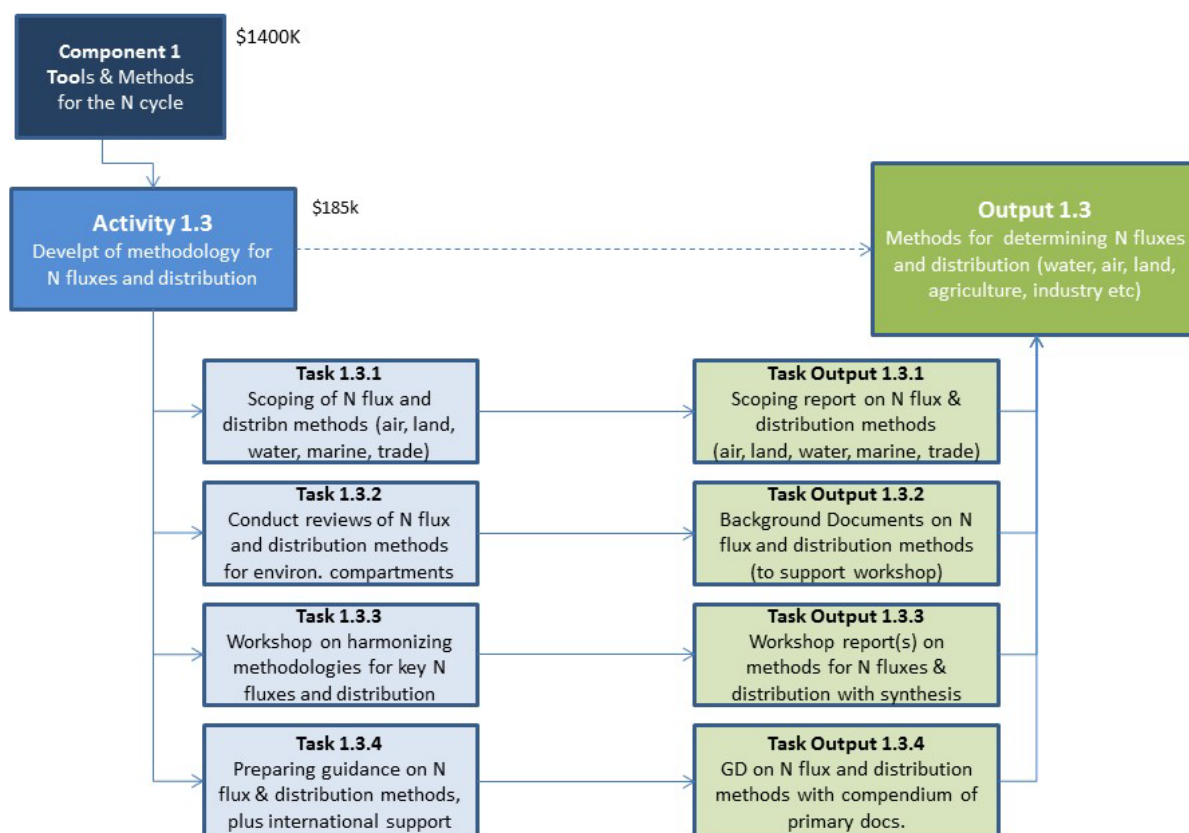 Component 1
Tools & Methods
for the N cycle
$1400K
Activity 1.3
Develpt of methodology for
N fluxes and distribution
$185k
Output 1.3
Methods for determining N fluxes
and distribution (water, air, land,
agriculture, industry etc)
Task 1.3.1
Scoping of N flux and
distribn methods (air, land,
water, marine, trade)
Task Output 1.3.1
Scoping report on N flux &
distribution methods
(air, land, water, marine, trade)
Task 1.3.2
Conduct reviews of N flux
and distribution methods
for environ. compartments
Task Output 1.3.2
Background Documents on N
flux and distribution methods
(to support workshop)
Task 1.3.3
Workshop on harmonizing
methodologies for key N
fluxes and distribution
Task Output 1.3.3
Workshop report(s) on
methods for N fluxes &
distribution with synthesis
Task 1.3.4
Preparing guidance on N
flux & distribution methods,
plus international support
Task Output 1.3.4
GD on N flux and distribution
methods with compendium of
primary docs.